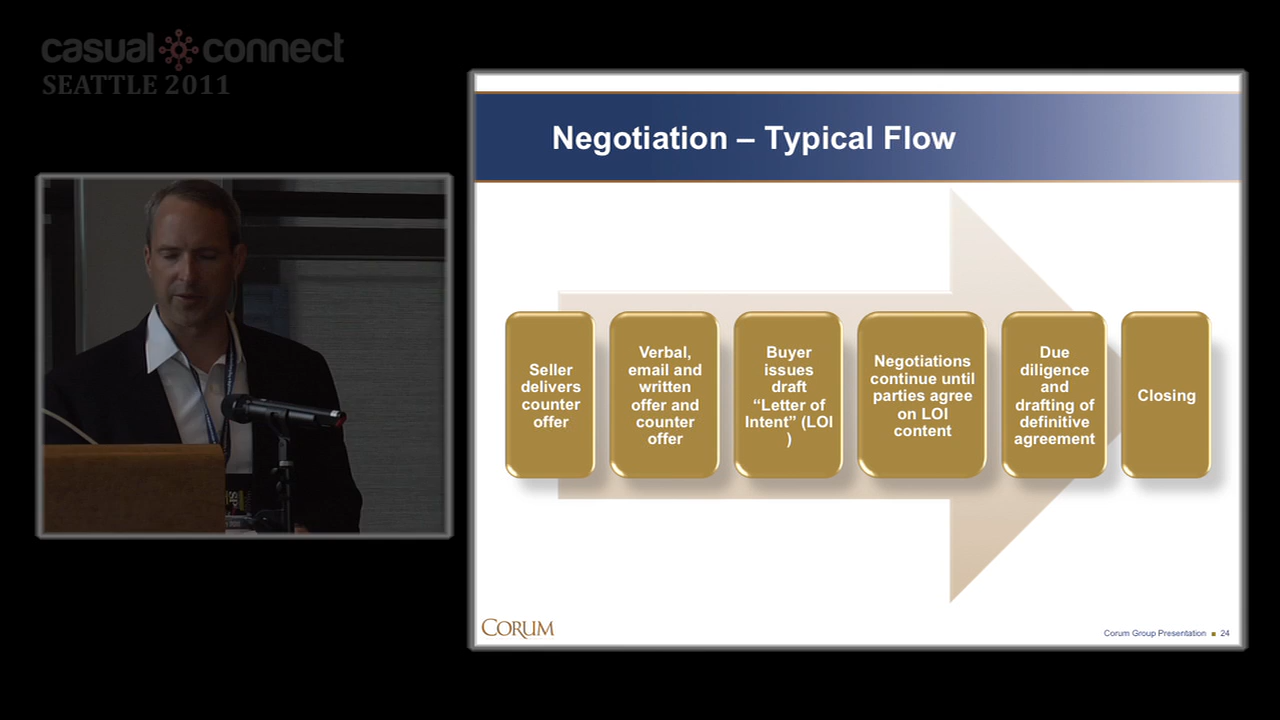 casual connect
SEATTLE 2011
Negotiation – Typical Flow
Seller
delivers
counter
offer
Verbal,
email and
written
offer and
counter
offer
Buyer
issues
draft
“Letter of
Intent” (LOI
)
Negotiations
continue until
parties agree
on LOI
content
Due
diligence
and
drafting of
definitive
agreement
Closing
CORUM
Corum Group Presentation ■ 24